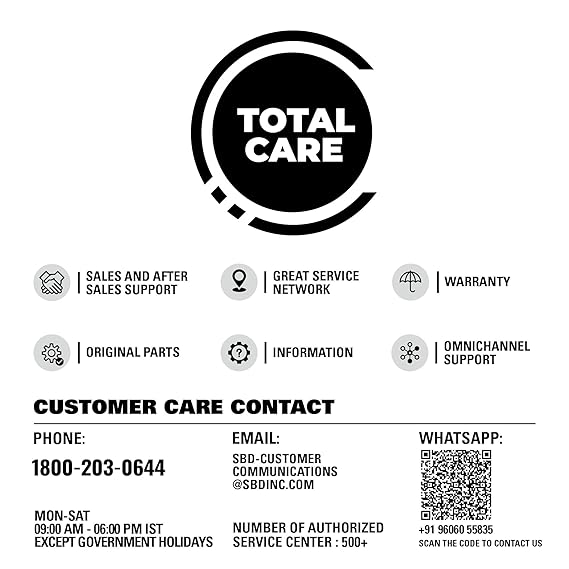 TOTAL
CARE
SALES AND AFTER
SALES SUPPORT
GREAT SERVICE
NETWORK
WARRANTY
ORIGINAL PARTS
?
INFORMATION
OMNICHANNEL
SUPPORT
CUSTOMER CARE CONTACT
PHONE:
1800-203-0644
MON-SAT
09:00 AM - 06:00 PM IST
EXCEPT GOVERNMENT HOLIDAYS
EMAIL:
SBD-CUSTOMER
COMMUNICATIONS
@SBDINC.COM
NUMBER OF AUTHORIZED
SERVICE CENTER : 500+
WHATSAPP:
+91 96060 55835
SCAN THE CODE TO CONTACT US